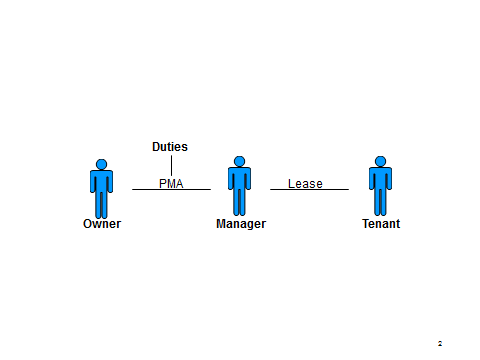 Duties
PMA
Lease
Owner
Manager
Tenant
2